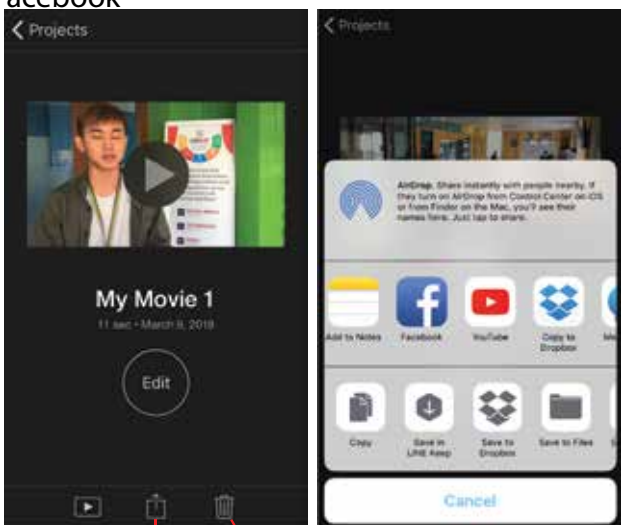 acebook
Projects
My Movie 1
11 sec • March 9, 2018
Edit
Projects
AirDrop. Share instantly with people nearby. If
they turn on AirDrop from Control Center on iOS
or from Finder on the Mac, you'll see their
names here. Just tap to share.
Add to Notes
Facebook
YouTube
Copy to
Dropbox
Copy
Save in
LINE Keep
Save to
Dropbox
Save to Files
Cancel